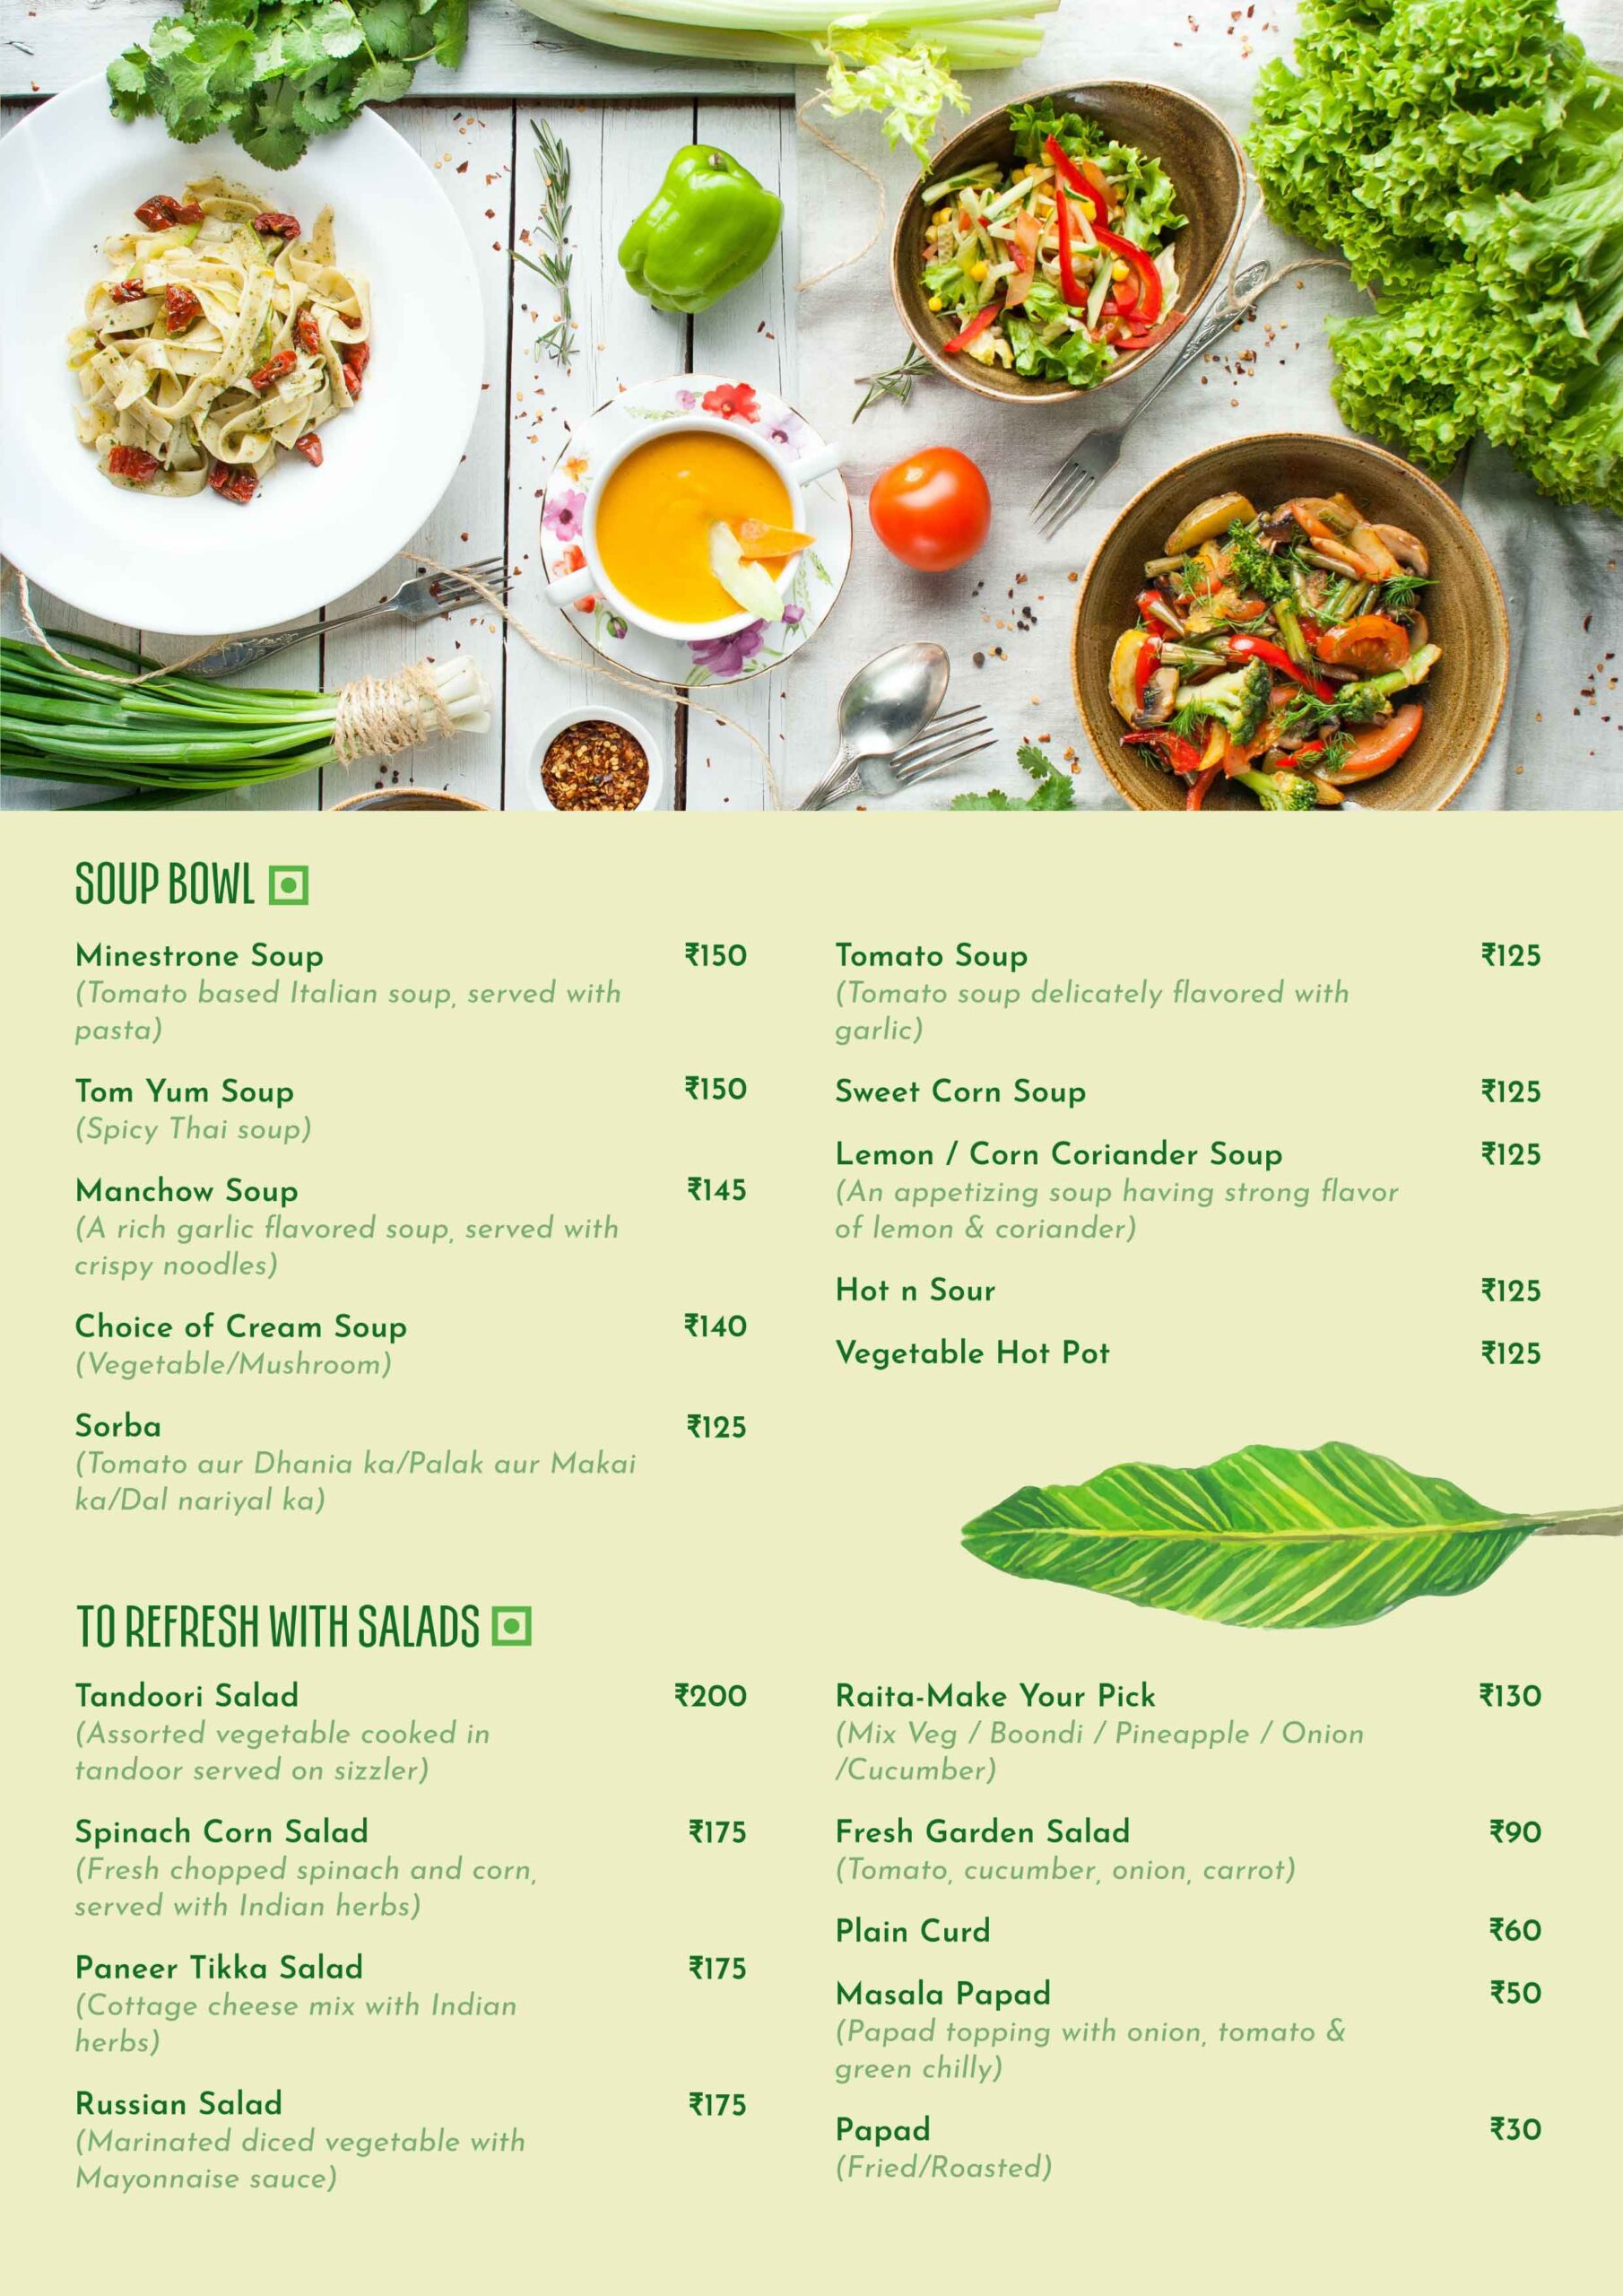 SOUP BOWL
Minestrone Soup ₹150
(Tomato based Italian soup, served with
pasta)
Tom Yum Soup ₹150
(Spicy Thai soup)
Manchow Soup ₹145
(A rich garlic flavored soup, served with
crispy noodles)
Choice of Cream Soup ₹140
(Vegetable/Mushroom)
Sorba ₹125
(Tomato aur Dhania ka/Palak aur Makai
ka/Dal nariyal ka)
Tomato Soup ₹125
(Tomato soup delicately flavored with
garlic)
Sweet Corn Soup ₹125
Lemon / Corn Coriander Soup ₹125
(An appetizing soup having strong flavor
of lemon & coriander)
Hot n Sour ₹125
Vegetable Hot Pot ₹125
TO REFRESH WITH SALADS
Tandoori Salad ₹200
(Assorted vegetable cooked in
tandoor served on sizzler)
Spinach Corn Salad ₹175
(Fresh chopped spinach and corn,
served with Indian herbs)
Paneer Tikka Salad ₹175
(Cottage cheese mix with Indian
herbs)
Russian Salad ₹175
(Marinated diced vegetable with
Mayonnaise sauce)
Raita-Make Your Pick ₹130
(Mix Veg / Boondi / Pineapple / Onion
/Cucumber)
Fresh Garden Salad ₹90
(Tomato, cucumber, onion, carrot)
Plain Curd ₹60
Masala Papad ₹50
(Papad topping with onion, tomato &
green chilly)
Papad ₹30
(Fried/Roasted)